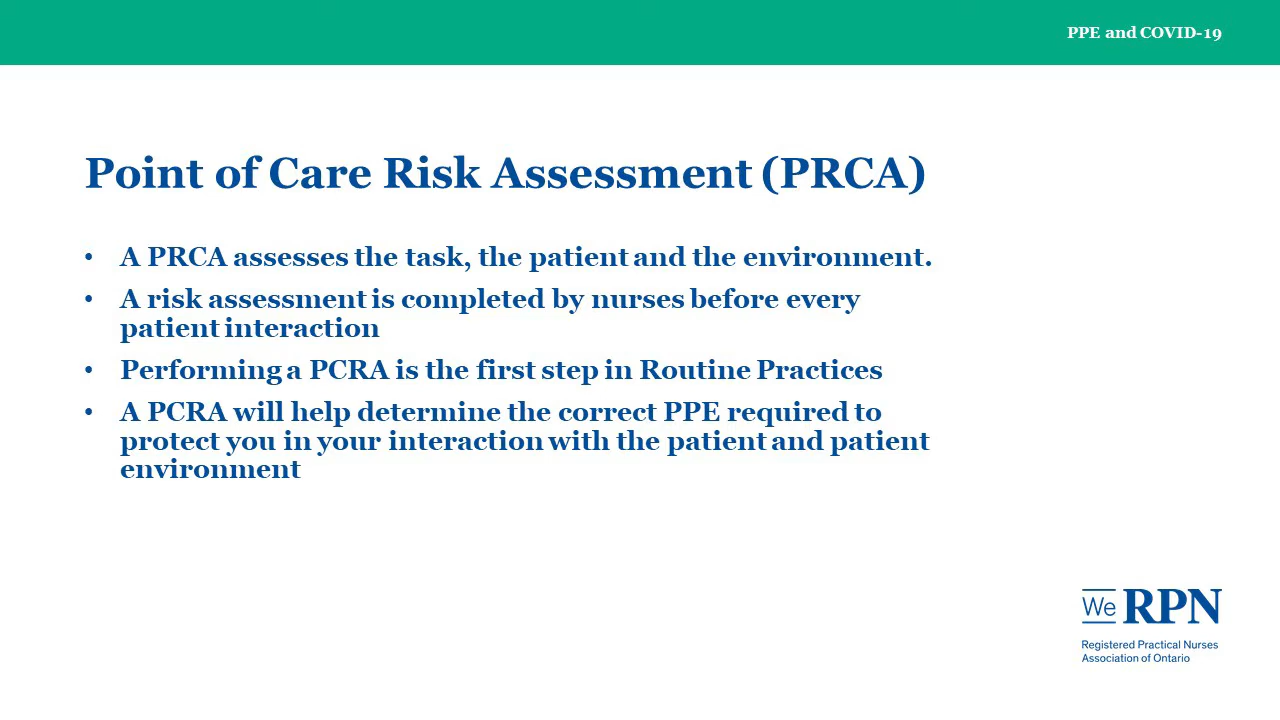 PPE and COVID-19
Point of Care Risk Assessment (PRCA)
• A PRCA assesses the task, the patient and the environment.
• A risk assessment is completed by nurses before every
patient interaction
• Performing a PCRA is the first step in Routine Practices
• A PCRA will help determine the correct PPE required to
protect you in your interaction with the patient and patient
environment
We RPN
Registered Practical Nurses
Association of Ontario